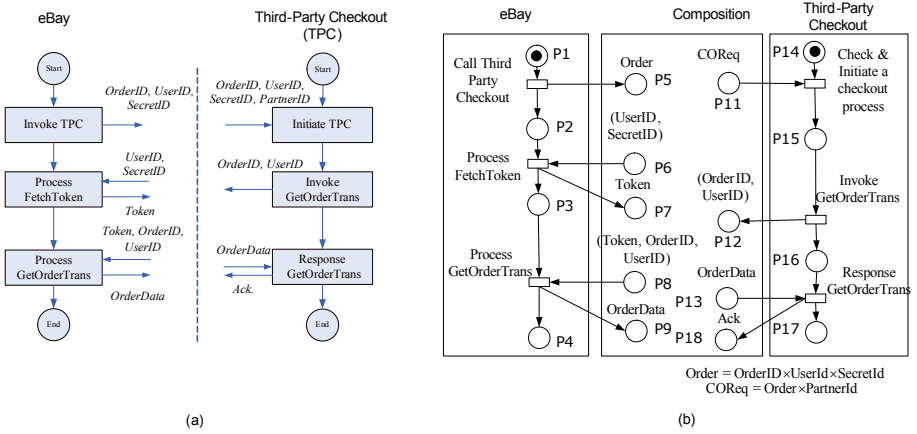 eBay
Third-Party Checkout
(TPC)
Start
OrderID, UserID,
SecretID
Invoke TPC
UserID,
SecretID
Process
FetchToken
Token
Token, OrderID,
UserID
Process
GetOrderTrans
OrderData
End
Start
OrderID, UserID,
SecretID, PartnerID
Initiate TPC
OrderID, UserID
Invoke
GetOrderTrans
OrderData
Response
GetOrderTrans
Ack.
End
(a)
eBay
Composition
Third-Party
Checkout
P1
Call Third
Party
Checkout
P2
Process
FetchToken
P3
Process
GetOrderTrans
P4
Order
P5
(UserID,
SecretID)
P6
Token
P7
(Token, OrderID,
UserID)
P8
OrderData
P9
COReq
P11
(OrderID,
UserID)
P12
OrderData
P13
Ack
P18
P14
Check &
Initiate a
checkout
process
P15
Invoke
GetOrderTrans
P16
Response
GetOrderTrans
P17
Order = OrderID×UserId×SecretId
COReq = Order×PartnerId
(b)